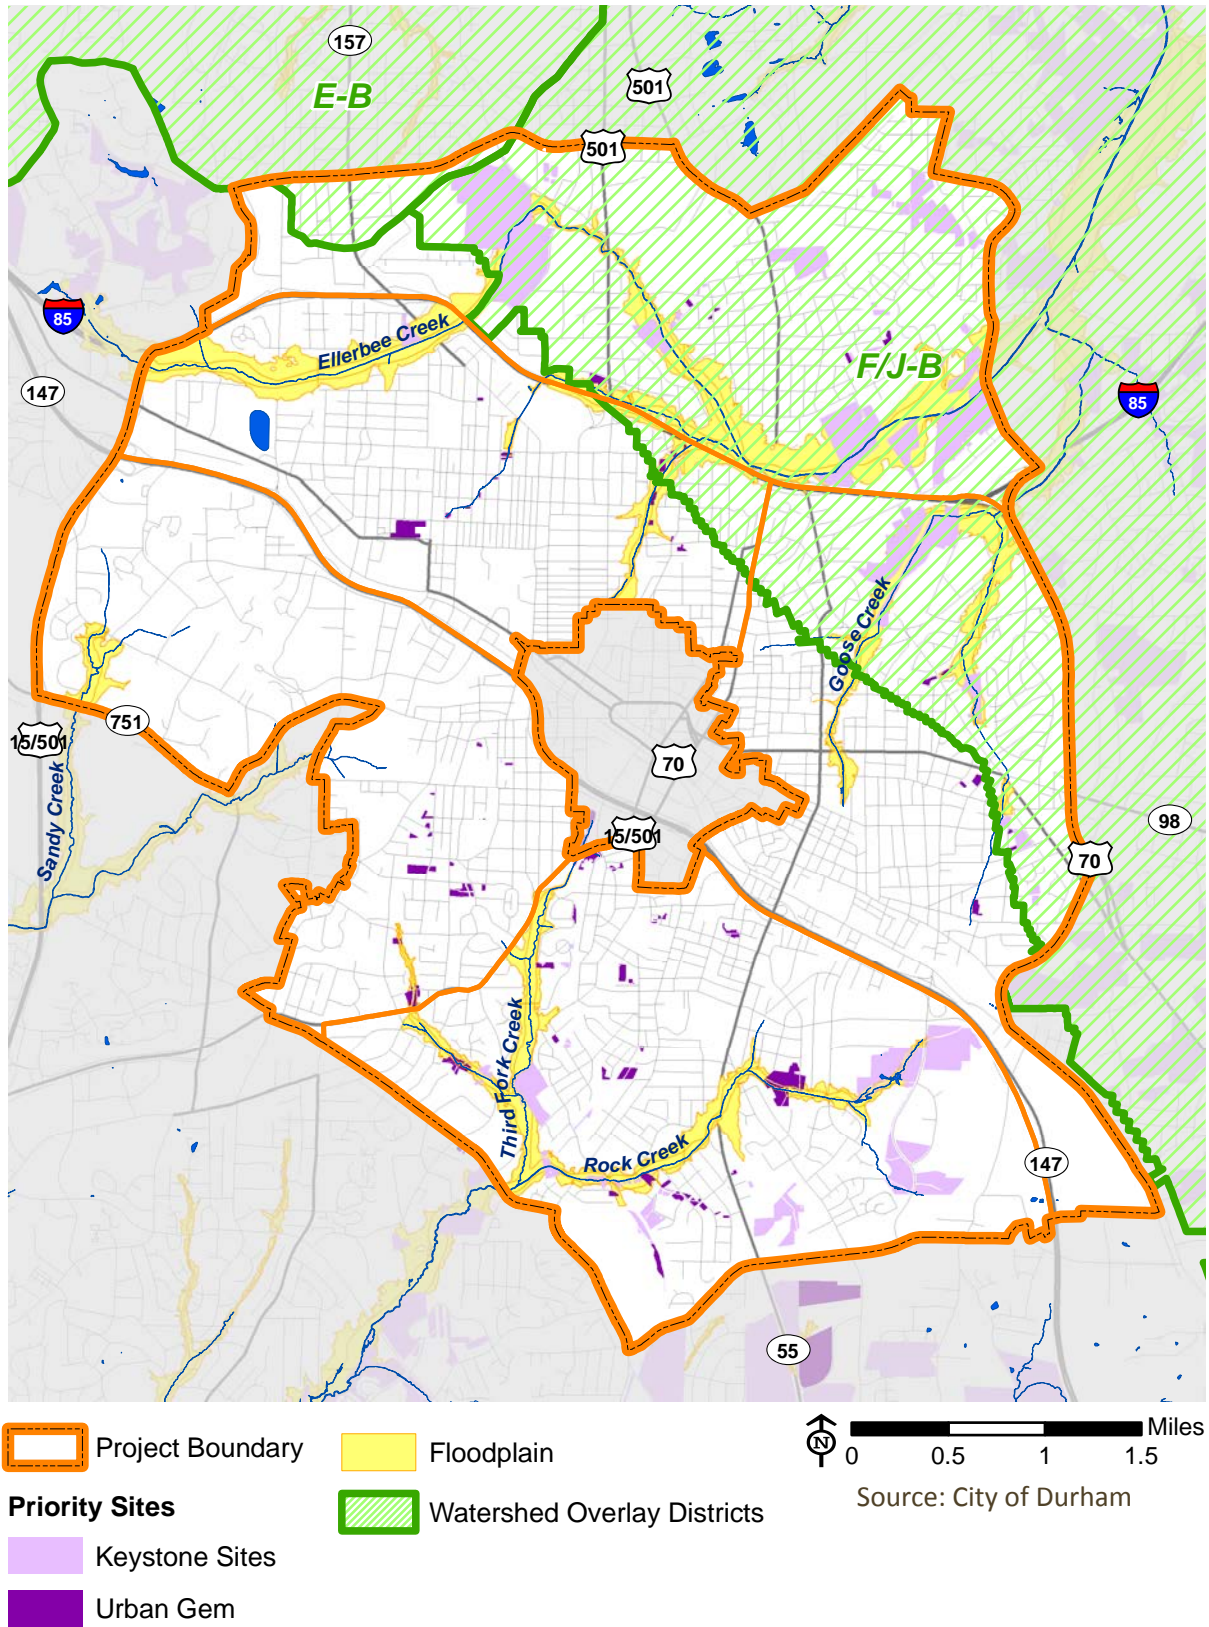 157
E-B
501
501
85
Ellerbee Creek
F/J-B
147
85
Goose Creek
751
15/501
70
Sandy Creek
15/501
98
70
Third Fork Creek
Rock Creek
147
55
Project Boundary
Floodplain
N
Miles
0 0.5 1 1.5
Priority Sites
Watershed Overlay Districts
Source: City of Durham
Keystone Sites
Urban Gem